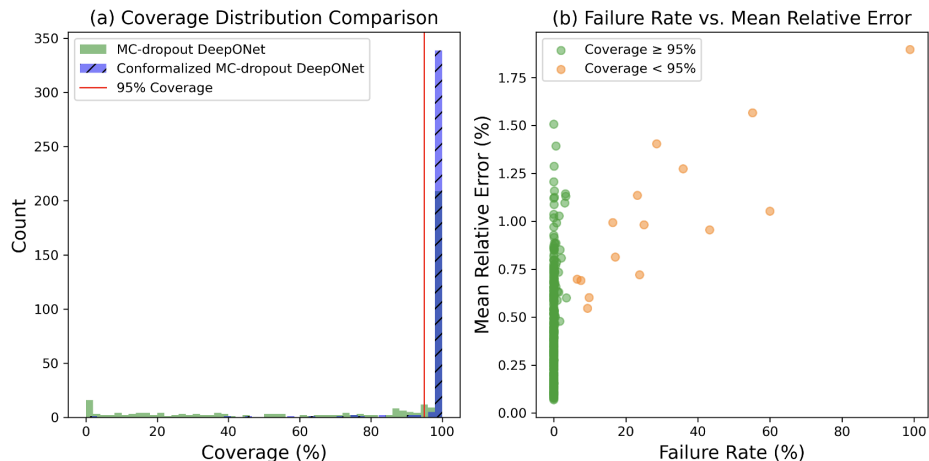 (a) Coverage Distribution Comparison
350
300
250
200
150
100
50
0
Count
MC-dropout DeepONet
Conformalized MC-dropout DeepONet
95% Coverage
0 20 40 60 80 100
Coverage (%)
(b) Failure Rate vs. Mean Relative Error
1.75
1.50
1.25
1.00
0.75
0.50
0.25
0.00
Mean Relative Error (%)
Coverage ≥ 95%
Coverage < 95%
0 20 40 60 80 100
Failure Rate (%)